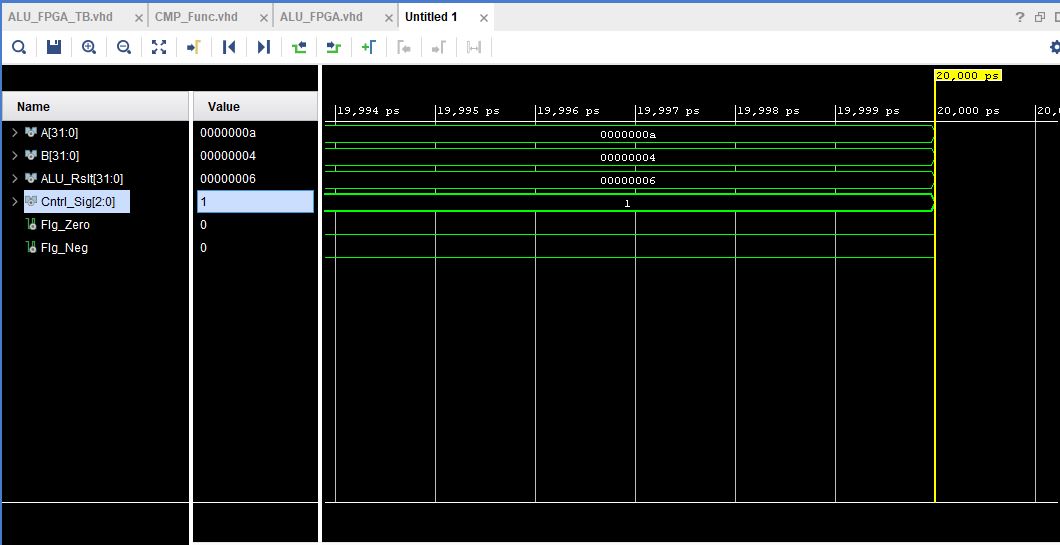 ALU_FPGA_TB.vhd × CMP_Func.vhd × ALU_FPGA.vhd × Untitled 1 ×
?
20,000 ps
Name Value
19,994 ps 19,995 ps 19,996 ps 19,997 ps 19,998 ps 19,999 ps 20,000 ps 20,0
A[31:0] 0000000a 0000000a
B[31:0] 00000004 00000004
ALU_Rslt[31:0] 00000006 00000006
Cntrl_Sig[2:0] 1 1
Flg_Zero 0
Flg_Neg 0